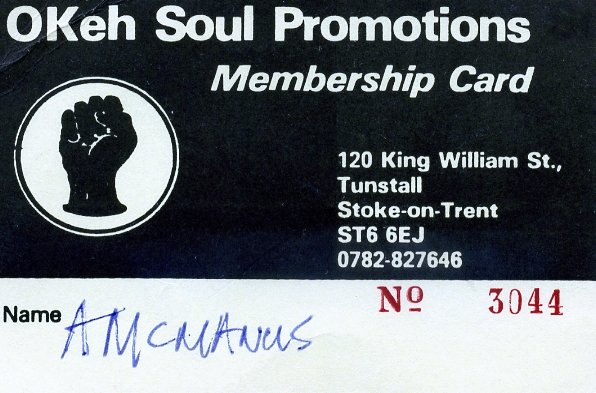 OKeh Soul Promotions
Membership Card
120 King William St.,
Tunstall
Stoke-on-Trent
ST6 6EJ
0782-827646
Nº 3044
Name A McMANUS